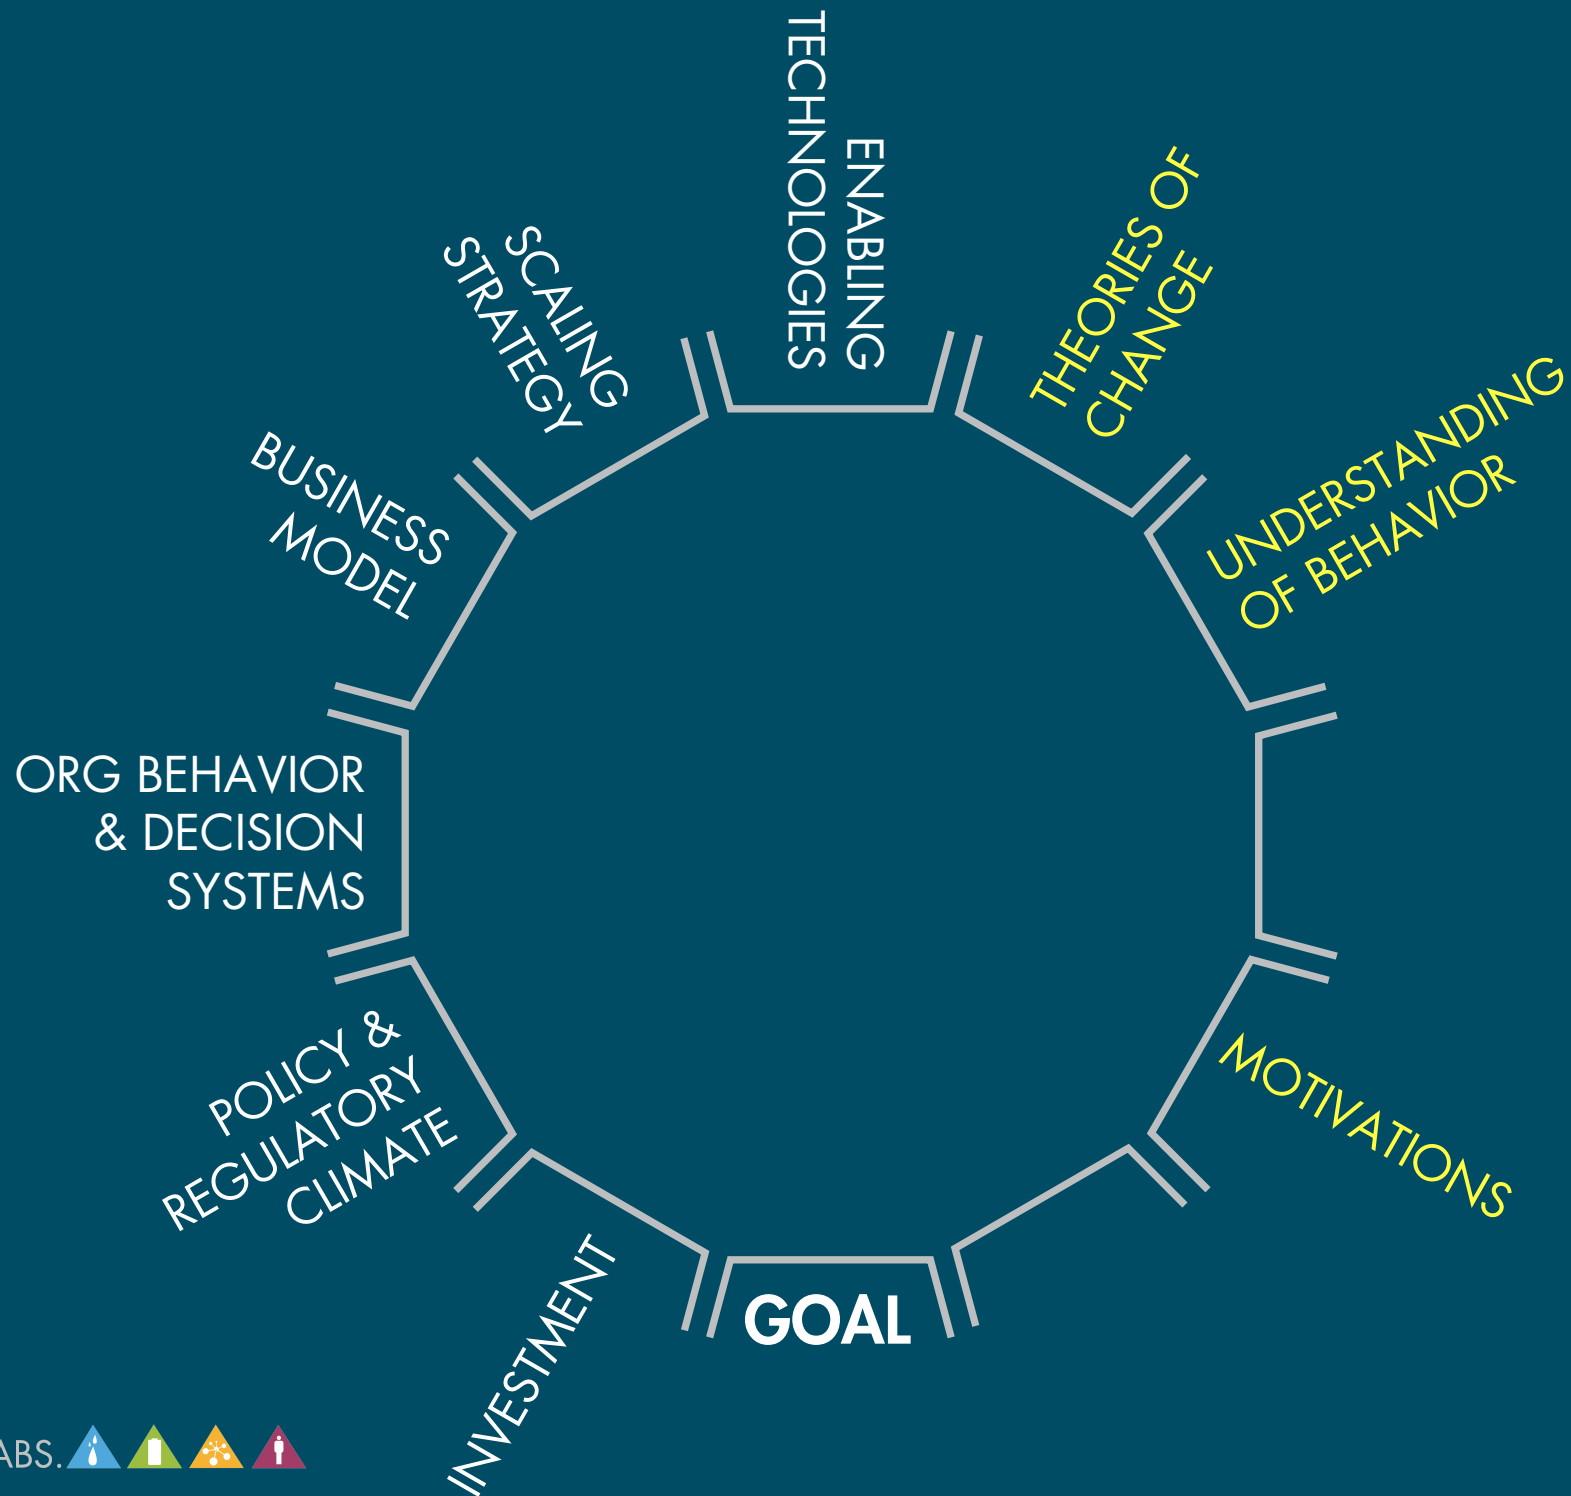 ENABLING
TECHNOLOGIES
THEORIES OF
CHANGE
UNDERSTANDING
OF BEHAVIOR
MOTIVATIONS
GOAL
INVESTMENT
POLICY &
REGULATORY
CLIMATE
ORG BEHAVIOR
& DECISION
SYSTEMS
BUSINESS
MODEL
SCALING
STRATEGY
ABS.